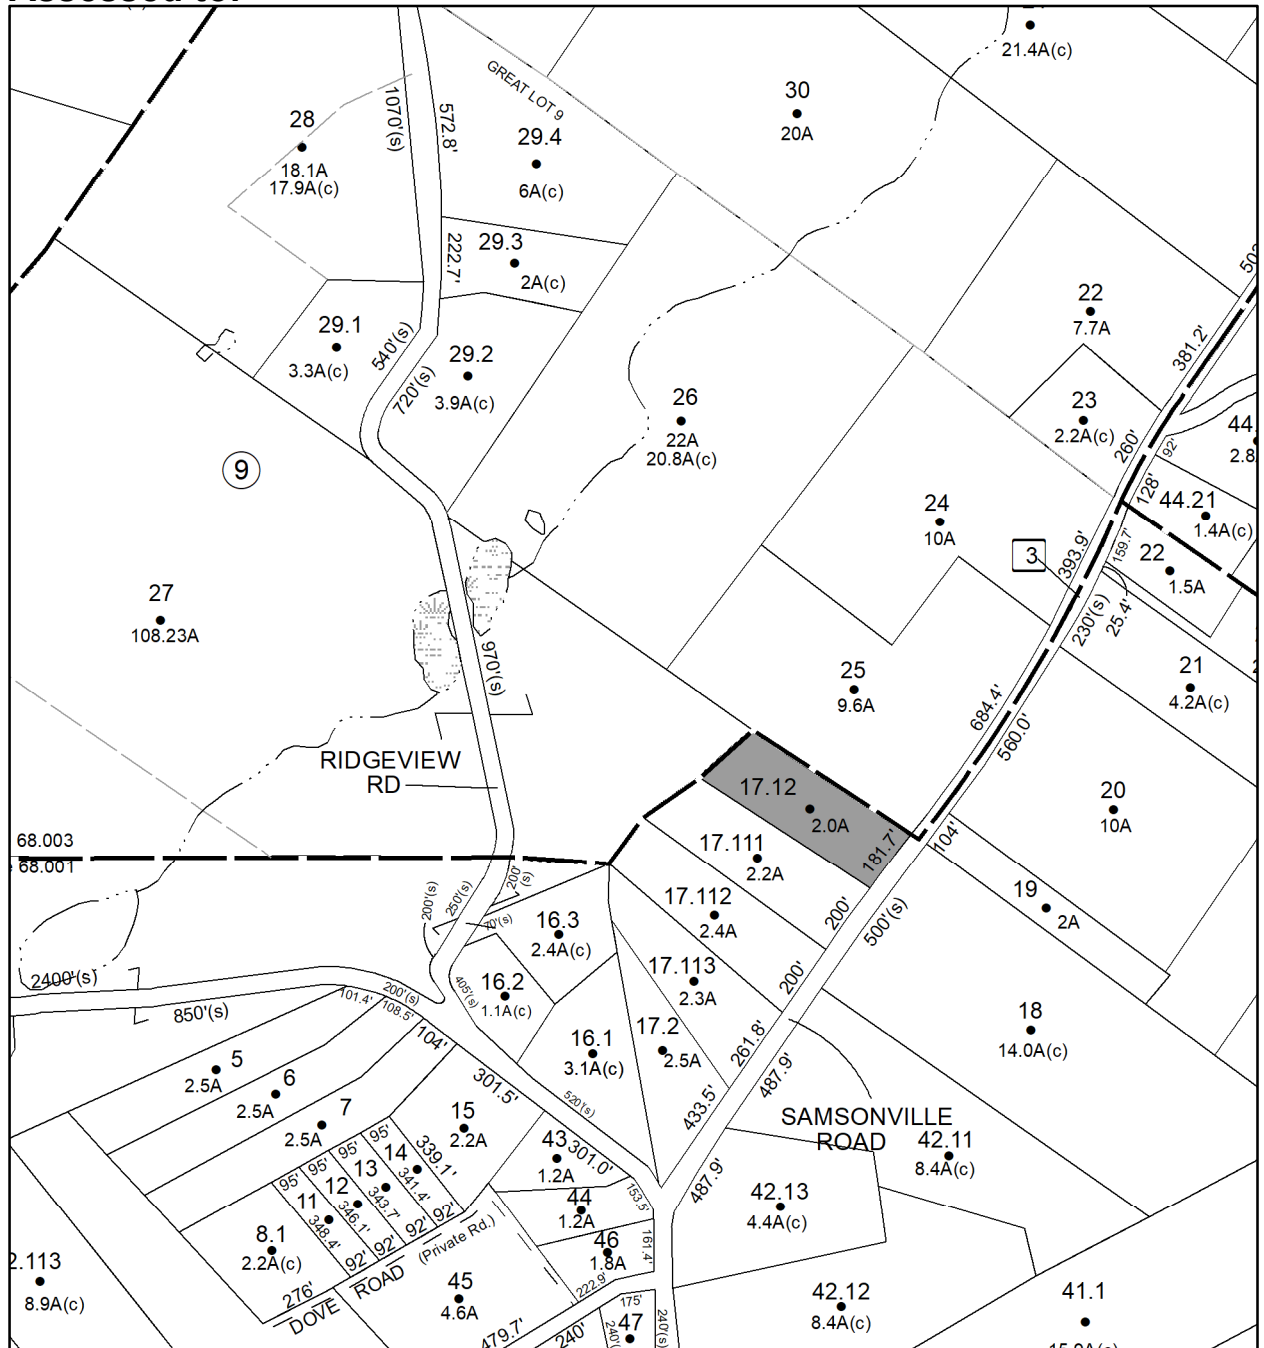 21.4A(c)
GREAT LOT 9
30
20A
28
18.1A
17.9A(c)
1070'(s)
572.8'
29.4
6A(c)
222.7'
29.3
2A(c)
22
7.7A
381.2'
29.1
3.3A(c)
540'(s)
720'(s)
29.2
3.9A(c)
26
22A
20.8A(c)
23
2.2A(c)
260'
92'
44.
2.8
9
128'
44.21
1.4A(c)
24
10A
3
393.9'
159.7'
22
1.5A
27
108.23A
230'(s)
25.4'
970'(s)
25
9.6A
21
4.2A(c)
684.4'
560.0'
RIDGEVIEW
RD
17.12
2.0A
20
10A
68.003
68.001
181.7'
104'
17.111
2.2A
200'(s)
250'(s)
200'
(s)
70'(s)
16.3
2.4A(c)
17.112
2.4A
200'
500'(s)
19
2A
2400'(s)
850'(s)
101.4'
200'(s)
108.5'
405'(s)
16.2
1.1A(c)
17.113
2.3A
200'
18
14.0A(c)
104'
16.1
3.1A(c)
17.2
2.5A
261.8'
487.9'
5
2.5A
6
2.5A
7
2.5A
301.5'
520'(s)
433.5'
SAMSONVILLE
ROAD
15
2.2A
42.11
8.4A(c)
95'
95'
95'
95'
14
13
12
11
339.1'
341.4'
343.7'
346.1'
348.4'
43
1.2A
301.0'
153.5'
487.9'
42.13
4.4A(c)
44
1.2A
8.1
2.2A(c)
92'
92'
92'
92'
276'
DOVE ROAD (Private Rd.)
46
1.8A
161.4'
2.113
8.9A(c)
45
4.6A
222.9'
175'
42.12
8.4A(c)
41.1
479.7'
240'
240'
47
240'(s)